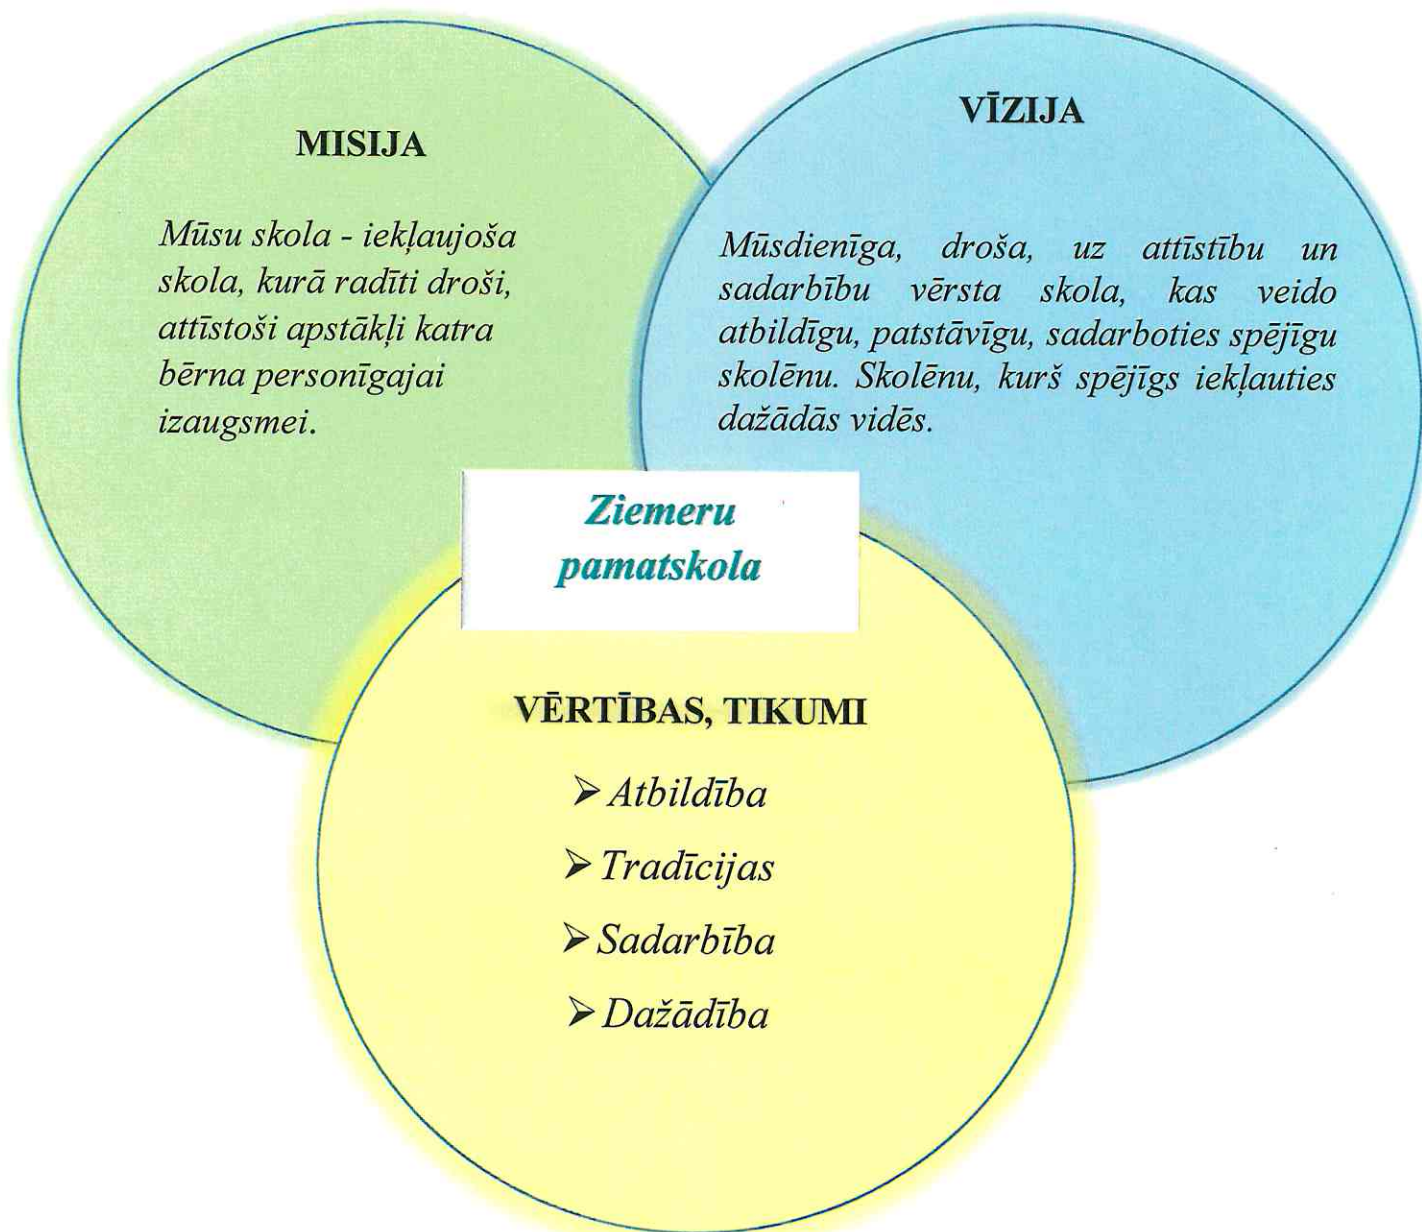 MISIJA
Mūsu skola - iekļaujoša
skola, kurā radīti droši,
attīstoši apstākļi katra
bērna personīgajai
izaugsmei.
VĪZIJA
Mūsdienīga, droša, uz attīstību un
sadarbību vērsta skola, kas veido
atbildīgu, patstāvīgu, sadarboties spējīgu
skolēnu. Skolēnu, kurš spējīgs iekļauties
dažādās vidēs.
Ziemeru
pamatskola
VĒRTĪBAS, TIKUMI
➢ Atbildība
➢ Tradīcijas
➢ Sadarbība
➢ Dažādība